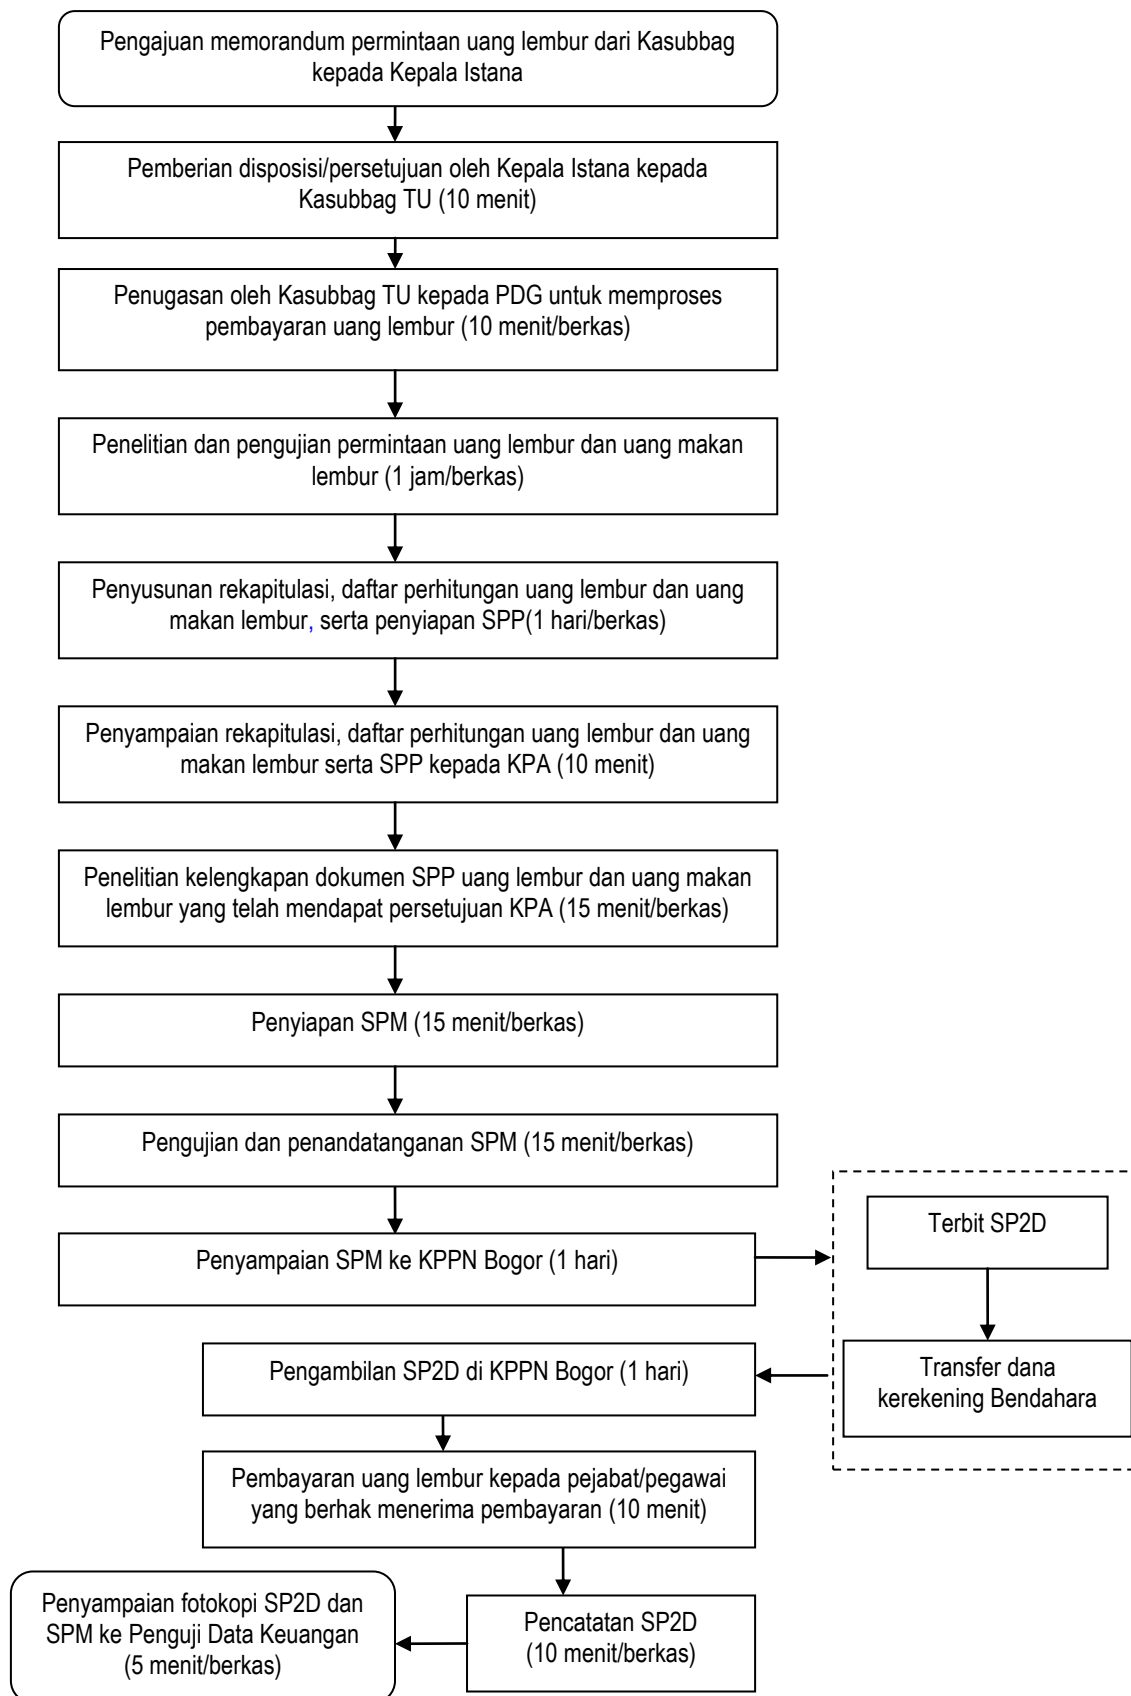 Pengajuan memorandum permintaan uang lembur dari Kasubbag
kepada Kepala Istana
Pemberian disposisi/persetujuan oleh Kepala Istana kepada
Kasubbag TU (10 menit)
Penugasan oleh Kasubbag TU kepada PDG untuk memproses
pembayaran uang lembur (10 menit/berkas)
Penelitian dan pengujian permintaan uang lembur dan uang makan
lembur (1 jam/berkas)
Penyusunan rekapitulasi, daftar perhitungan uang lembur dan uang
makan lembur, serta penyiapan SPP(1 hari/berkas)
Penyampaian rekapitulasi, daftar perhitungan uang lembur dan uang
makan lembur serta SPP kepada KPA (10 menit)
Penelitian kelengkapan dokumen SPP uang lembur dan uang makan
lembur yang telah mendapat persetujuan KPA (15 menit/berkas)
Penyiapan SPM (15 menit/berkas)
Pengujian dan penandatanganan SPM (15 menit/berkas)
Penyampaian SPM ke KPPN Bogor (1 hari)
Terbit SP2D
Transfer dana
kerekening Bendahara
Pengambilan SP2D di KPPN Bogor (1 hari)
Pembayaran uang lembur kepada pejabat/pegawai
yang berhak menerima pembayaran (10 menit)
Pencatatan SP2D
(10 menit/berkas)
Penyampaian fotokopi SP2D dan
SPM ke Penguji Data Keuangan
(5 menit/berkas)